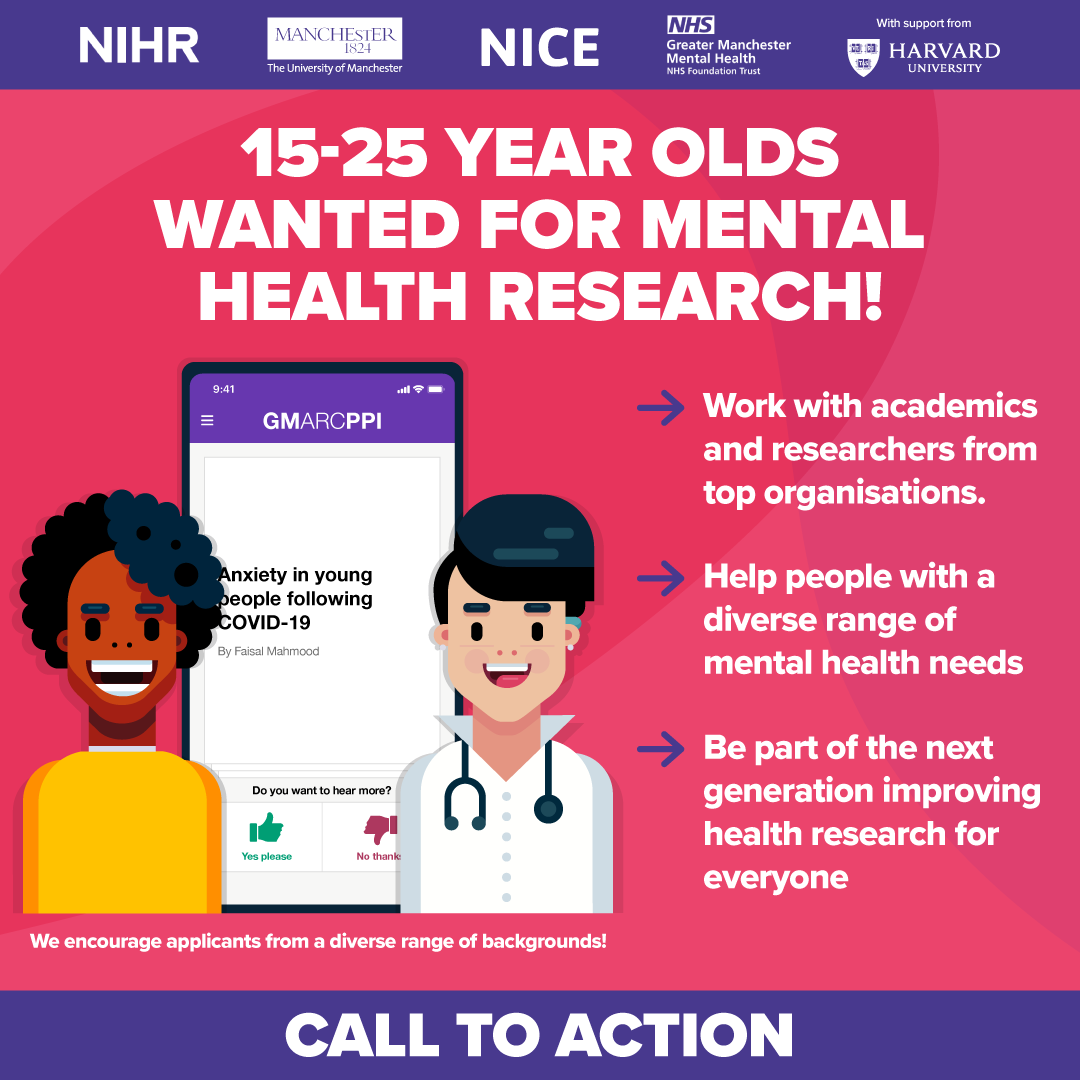 NIHR
MANCHESTER
1824
The University of Manchester
NICE
NHS
Greater Manchester
Mental Health
NHS Foundation Trust
With support from
HARVARD
UNIVERSITY
15-25 YEAR OLDS
WANTED FOR MENTAL
HEALTH RESEARCH!
9:41
GMARCPPI
Anxiety in young
people following
COVID-19
By Faisal Mahmood
Do you want to hear more?
Yes please
No thanks
Work with academics
and researchers from
top organisations.
Help people with a
diverse range of
mental health needs
Be part of the next
generation improving
health research for
everyone
We encourage applicants from a diverse range of backgrounds!
CALL TO ACTION